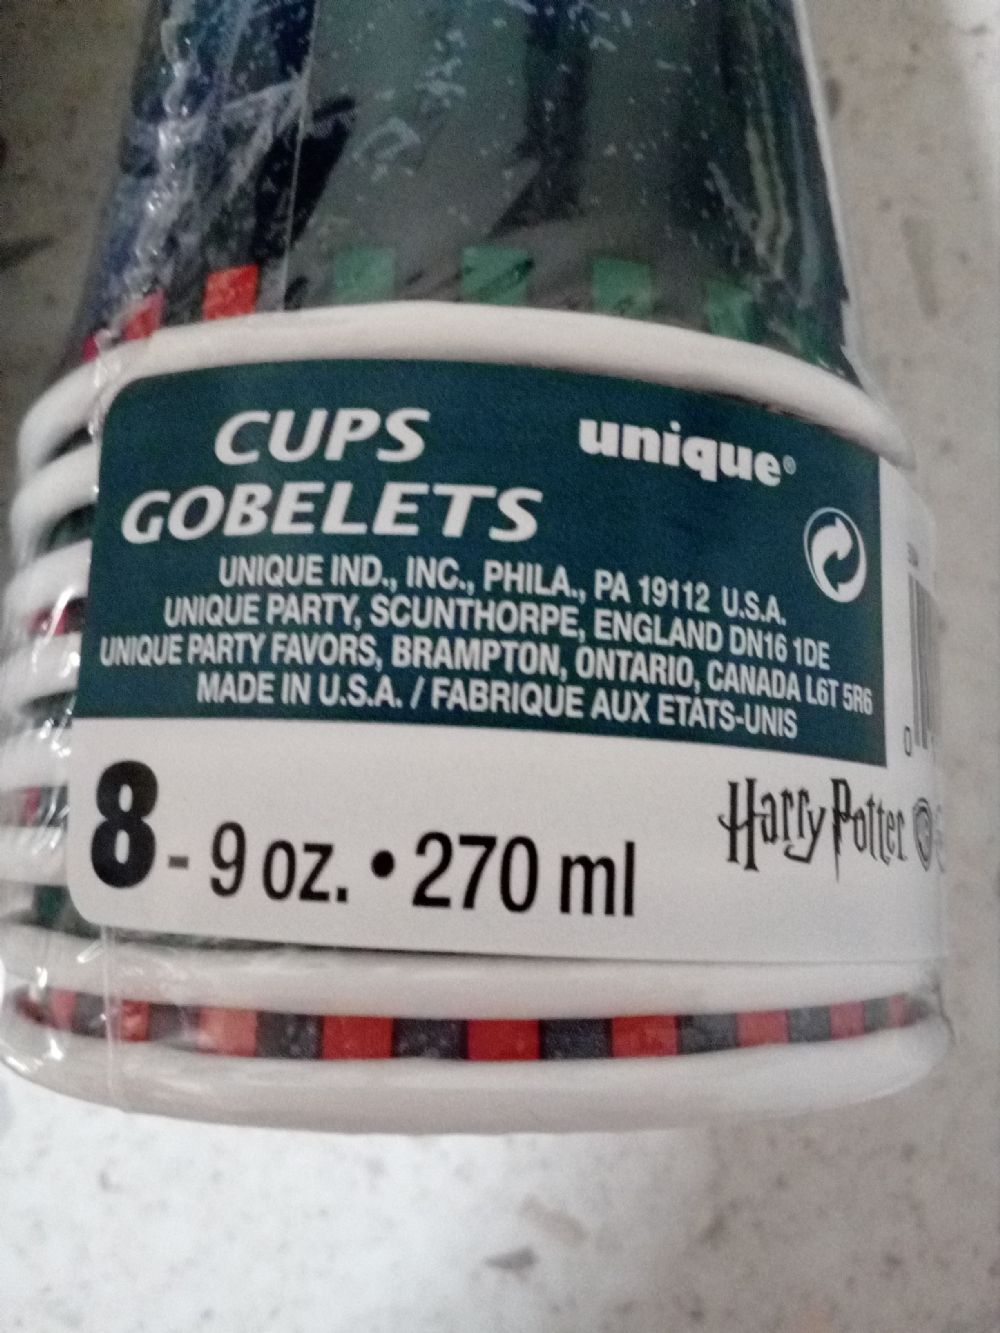 CUPS
unique®
GOBELETS
UNIQUE IND., INC., PHILA., PA 19112 U.S.A.
UNIQUE PARTY, SCUNTHORPE, ENGLAND DN16 1DE
UNIQUE PARTY FAVORS, BRAMPTON, ONTARIO, CANADA L6T 5R6
MADE IN U.S.A. / FABRIQUE AUX ETATS-UNIS
8 - 9 oz. • 270 ml
Harry Potter
0